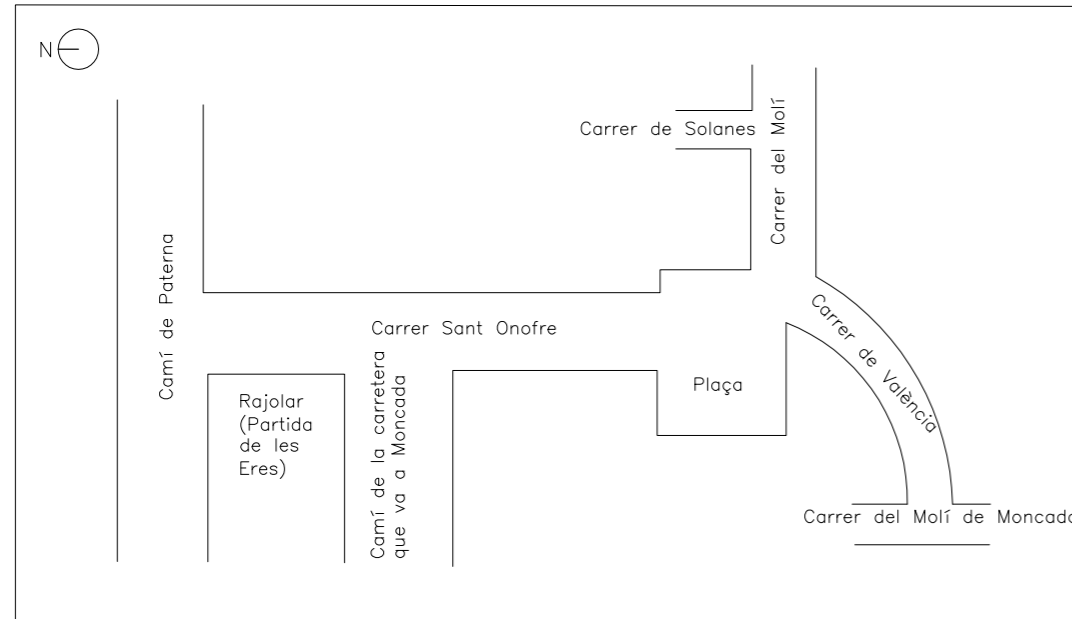 N
Carrer de Solanes
Carrer del Molí
Camí de Paterna
Carrer Sant Onofre
Carrer de València
Rajolar
(Partida
de les
Eres)
Camí de la carretera
que va a Moncada
Plaça
Carrer del Molí de Moncada